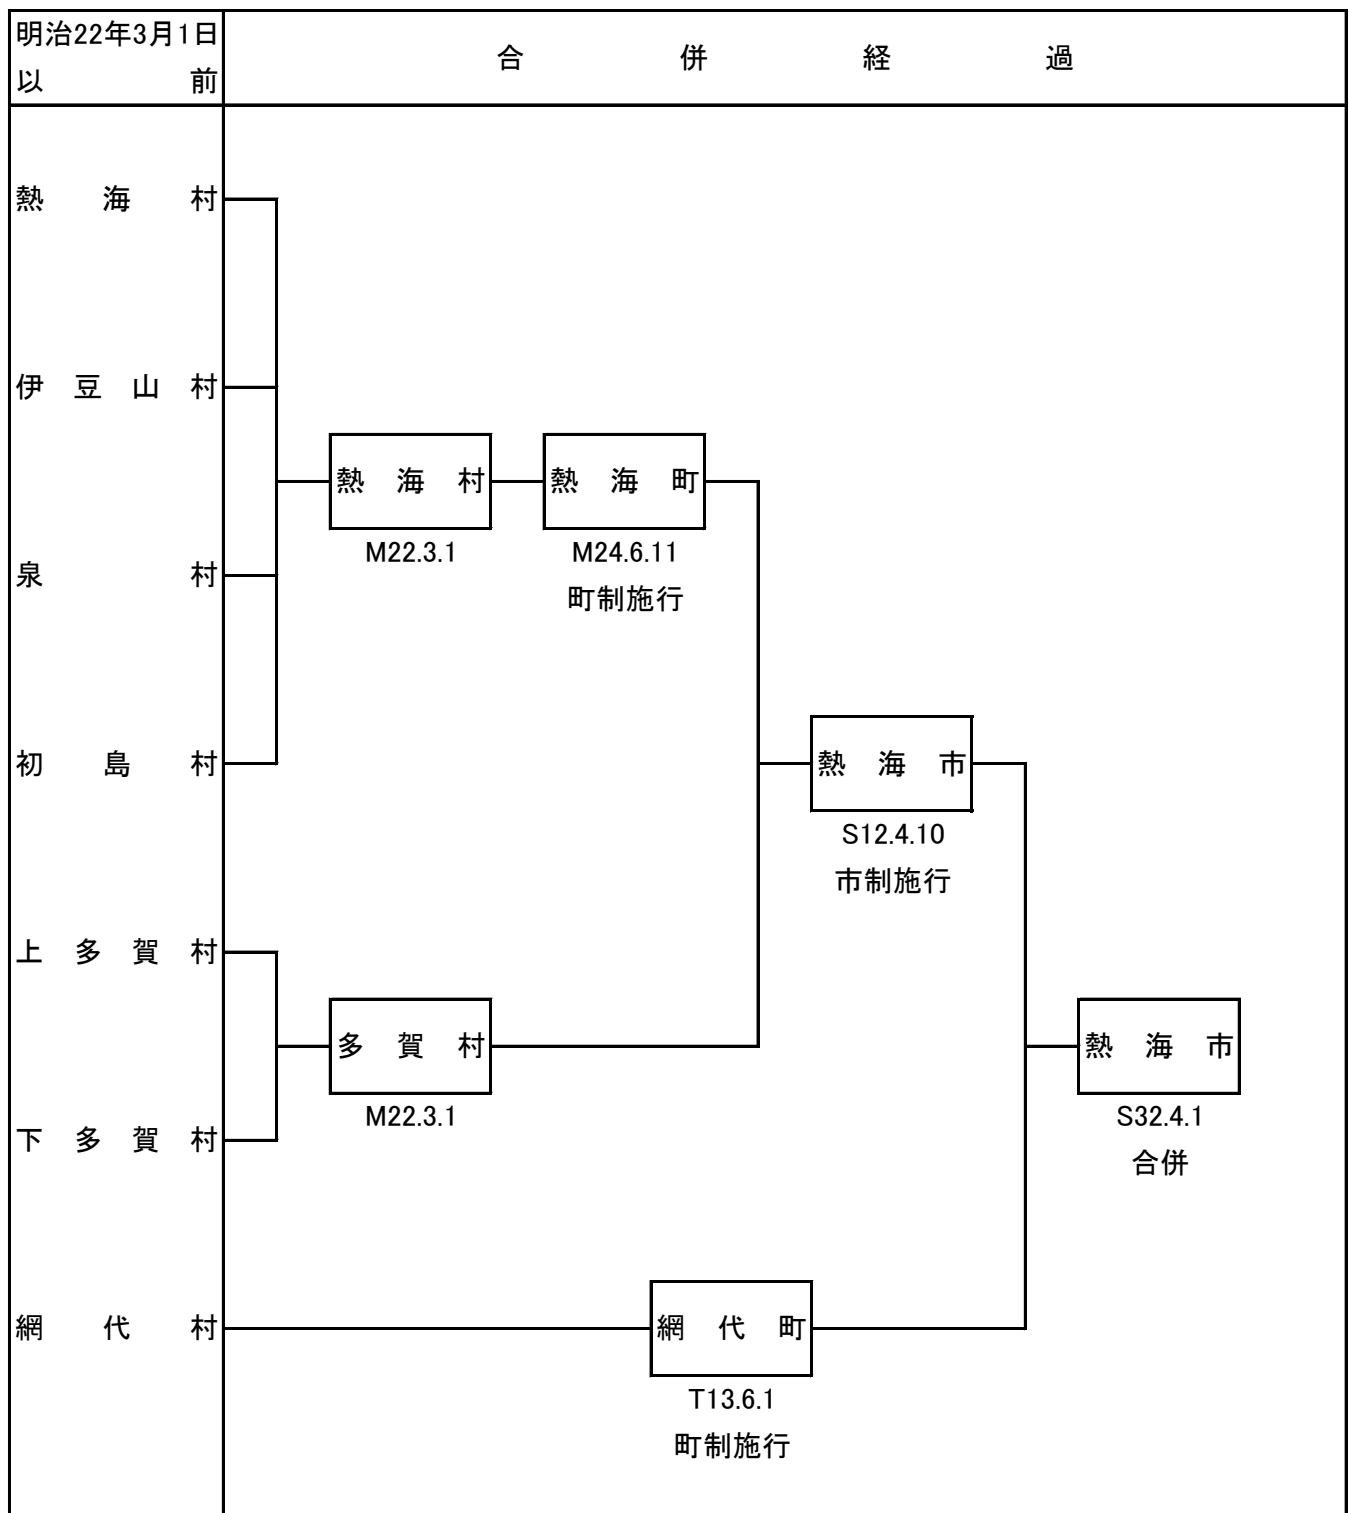 明治22年3月1日
以前
合併経過
熱海村
伊豆山村
熱海村
熱海町
M22.3.1
M24.6.11
町制施行
泉村
初島村
熱海市
S12.4.10
市制施行
上多賀村
多賀村
M22.3.1
熱海市
S32.4.1
合併
下多賀村
網代村
網代町
T13.6.1
町制施行